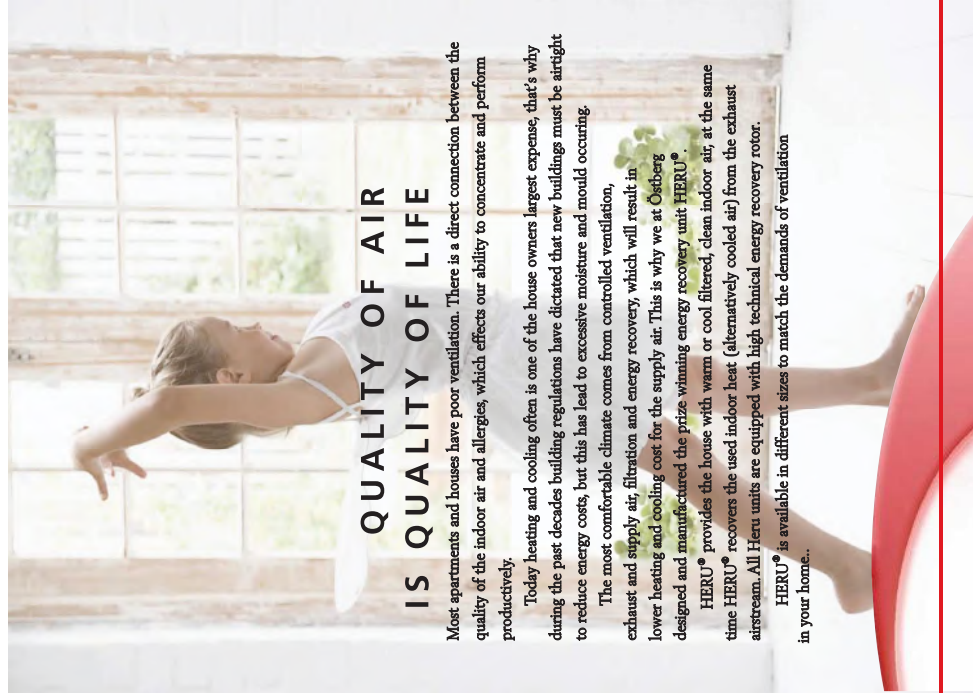 QUALITY OF AIR
IS QUALITY OF LIFE
Most apartments and houses have poor ventilation. There is a direct connection between the
quality of the indoor air and allergies, which effects our ability to concentrate and perform
productively.
Today heating and cooling often is one of the house owners largest expense, that's why
during the past decades building regulations have dictated that new buildings must be airtight
to reduce energy costs, but this has lead to excessive moisture and mould occuring.
The most comfortable climate comes from controlled ventilation,
exhaust and supply air, filtration and energy recovery, which will result in
lower heating and cooling cost for the supply air. This is why we at Östberg
designed and manufactured the prize winning energy recovery unit HERU®.
HERU® provides the house with warm or cool filtered, clean indoor air, at the same
time HERU® recovers the used indoor heat (alternatively cooled air) from the exhaust
airstream. All Heru units are equipped with high technical energy recovery rotor.
HERU® is available in different sizes to match the demands of ventilation
in your home..